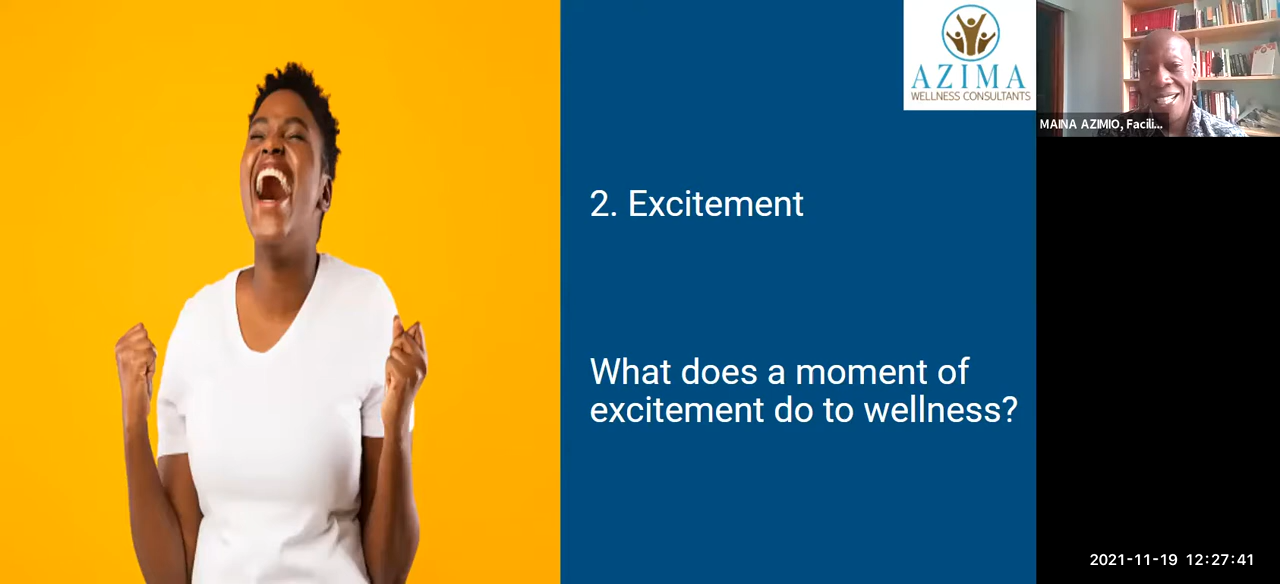 AZIMA
WELLNESS CONSULTANTS
MAINA AZIMIO, Facili...
2. Excitement
What does a moment of
excitement do to wellness?
2021-11-19 12:27:41